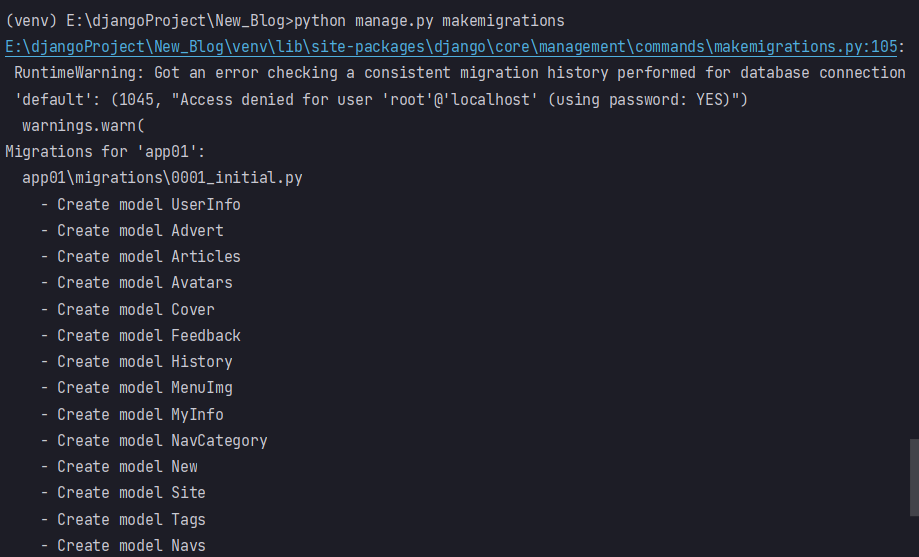 (venv) E:\djangoProject\New_Blog>python manage.py makemigrations
E:\djangoProject\New_Blog\venv\lib\site-packages\django\core\management\commands\makemigrations.py:105:
RuntimeWarning: Got an error checking a consistent migration history performed for database connection
'default': (1045, "Access denied for user 'root'@'localhost' (using password: YES)")
warnings.warn(
Migrations for 'app01':
app01\migrations\0001_initial.py
- Create model UserInfo
- Create model Advert
- Create model Articles
- Create model Avatars
- Create model Cover
- Create model Feedback
- Create model History
- Create model MenuImg
- Create model MyInfo
- Create model NavCategory
- Create model New
- Create model Site
- Create model Tags
- Create model Navs